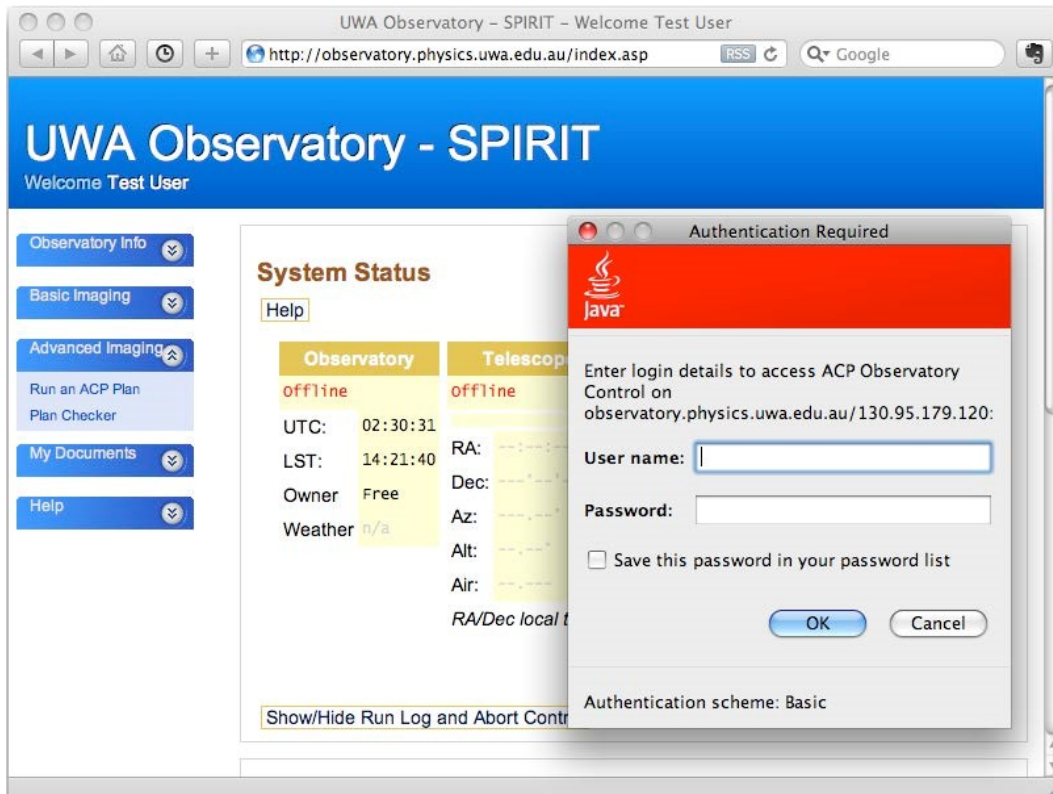 UWA Observatory – SPIRIT – Welcome Test User
http://observatory.physics.uwa.edu.au/index.asp
RSS
Google
UWA Observatory - SPIRIT
Welcome Test User
Observatory Info
Basic Imaging
Advanced Imaging
Run an ACP Plan
Plan Checker
My Documents
Help
System Status
Help
Observatory
Offline
UTC: 02:30:31
LST: 14:21:40
Owner Free
Weather n/a
Telescop
Offline
RA: --:--:-
Dec:
Az:
Alt:
Air: --.---
RA/Dec local t
Show/Hide Run Log and Abort Contr
Authentication Required
Java
Enter login details to access ACP Observatory
Control on
observatory.physics.uwa.edu.au/130.95.179.120:
User name:
Password:
Save this password in your password list
OK
Cancel
Authentication scheme: Basic